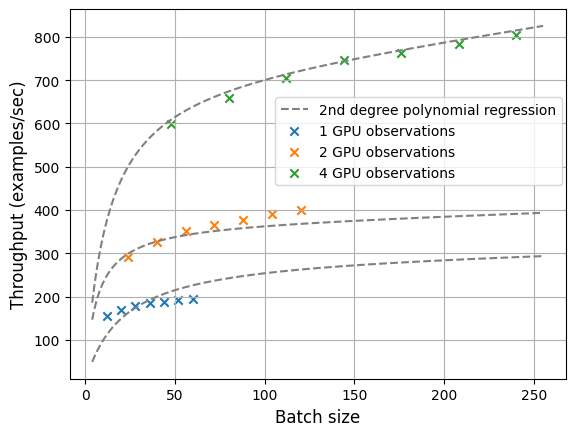 Throughput (examples/sec)
800
700
600
500
400
300
200
100
2nd degree polynomial regression
1 GPU observations
2 GPU observations
4 GPU observations
0
50
100
150
200
250
Batch size